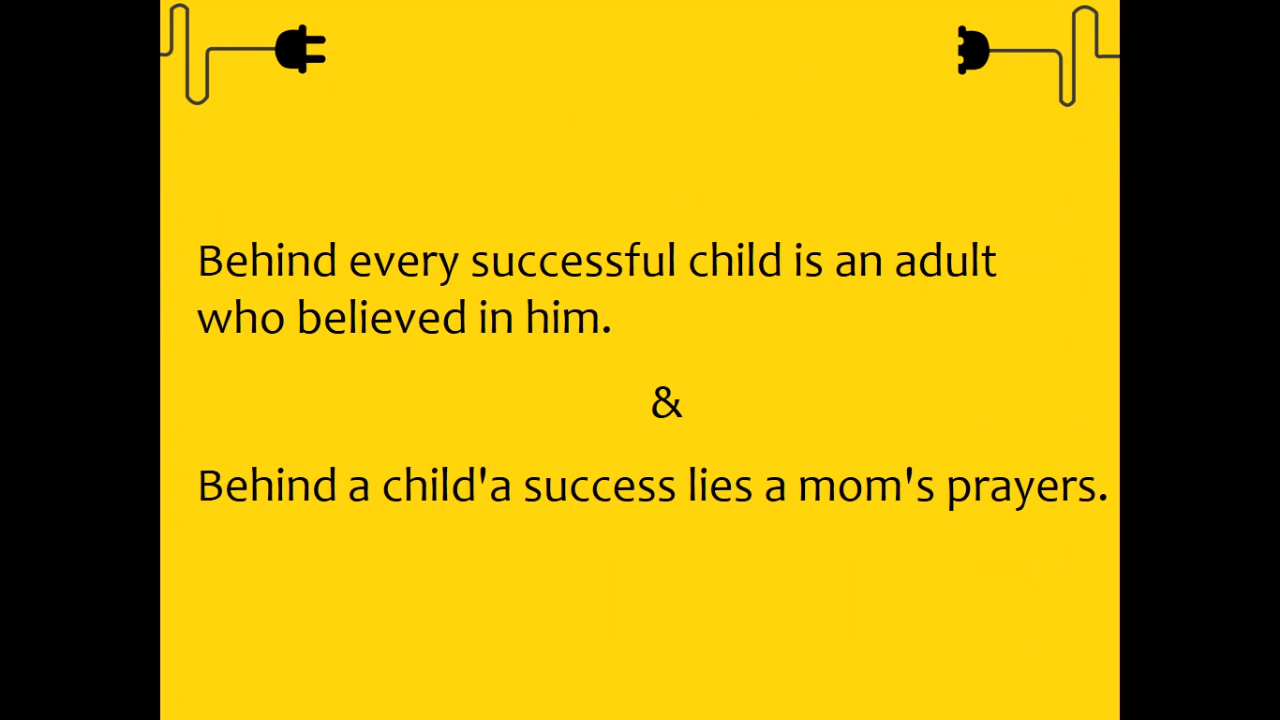 Behind every successful child is an adult
who believed in him.
&
Behind a child'a success lies a mom's prayers.